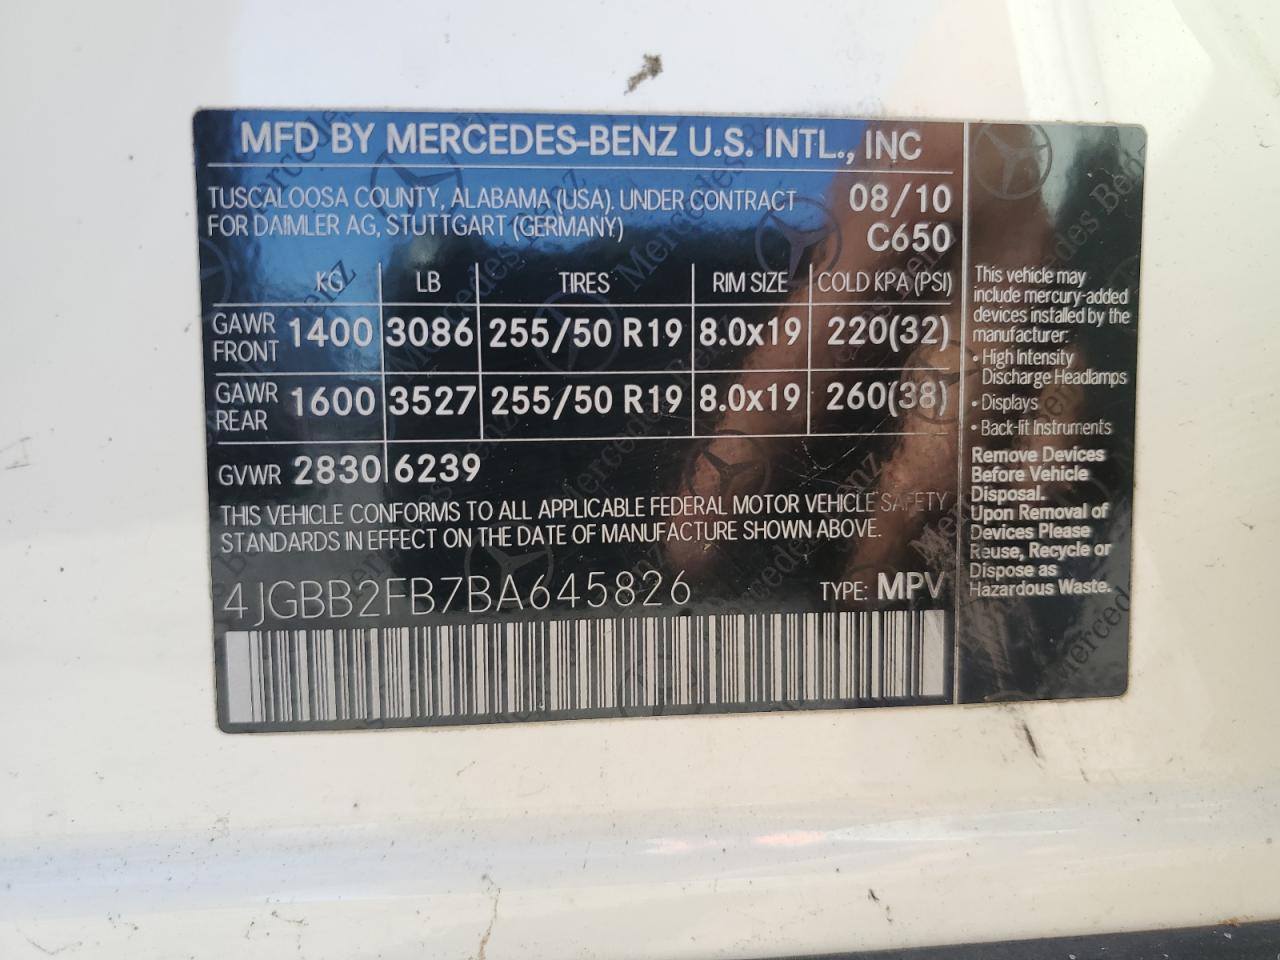 MFD BY MERCEDES-BENZ U.S. INTL., INC
TUSCALOOSA COUNTY, ALABAMA (USA). UNDER CONTRACT 08/10
FOR DAIMLER AG, STUTTGART (GERMANY) C650
KG LB TIRES RIM SIZE COLD KPA (PSI)
GAWR FRONT 1400 3086 255/50 R19 8.0x19 220(32)
GAWR REAR 1600 3527 255/50 R19 8.0x19 260(38)
GVWR 2830 6239
THIS VEHICLE CONFORMS TO ALL APPLICABLE FEDERAL MOTOR VEHICLE SAFETY
STANDARDS IN EFFECT ON THE DATE OF MANUFACTURE SHOWN ABOVE.
4JGBB2FB7BA645826 TYPE: MPV
This vehicle may
include mercury-added
devices installed by the
manufacturer:
• High Intensity
Discharge Headlamps
• Displays
• Back-lit Instruments
Remove Devices
Before Vehicle
Disposal.
Upon Removal of
Devices Please
Reuse, Recycle or
Dispose as
Hazardous Waste.